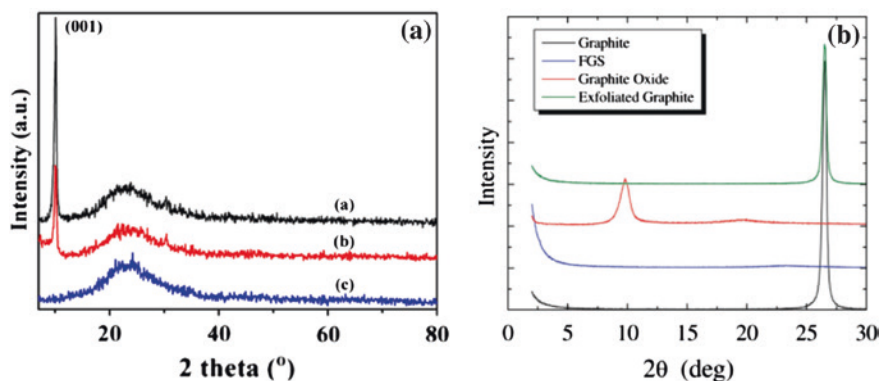 (a)
(001)
Intensity (a.u.)
(a)
(b)
(c)
20 40 60 80
2 theta (°)
(b)
Graphite
FGS
Graphite Oxide
Exfoliated Graphite
Intensity
0 5 10 15 20 25 30
2θ (deg)